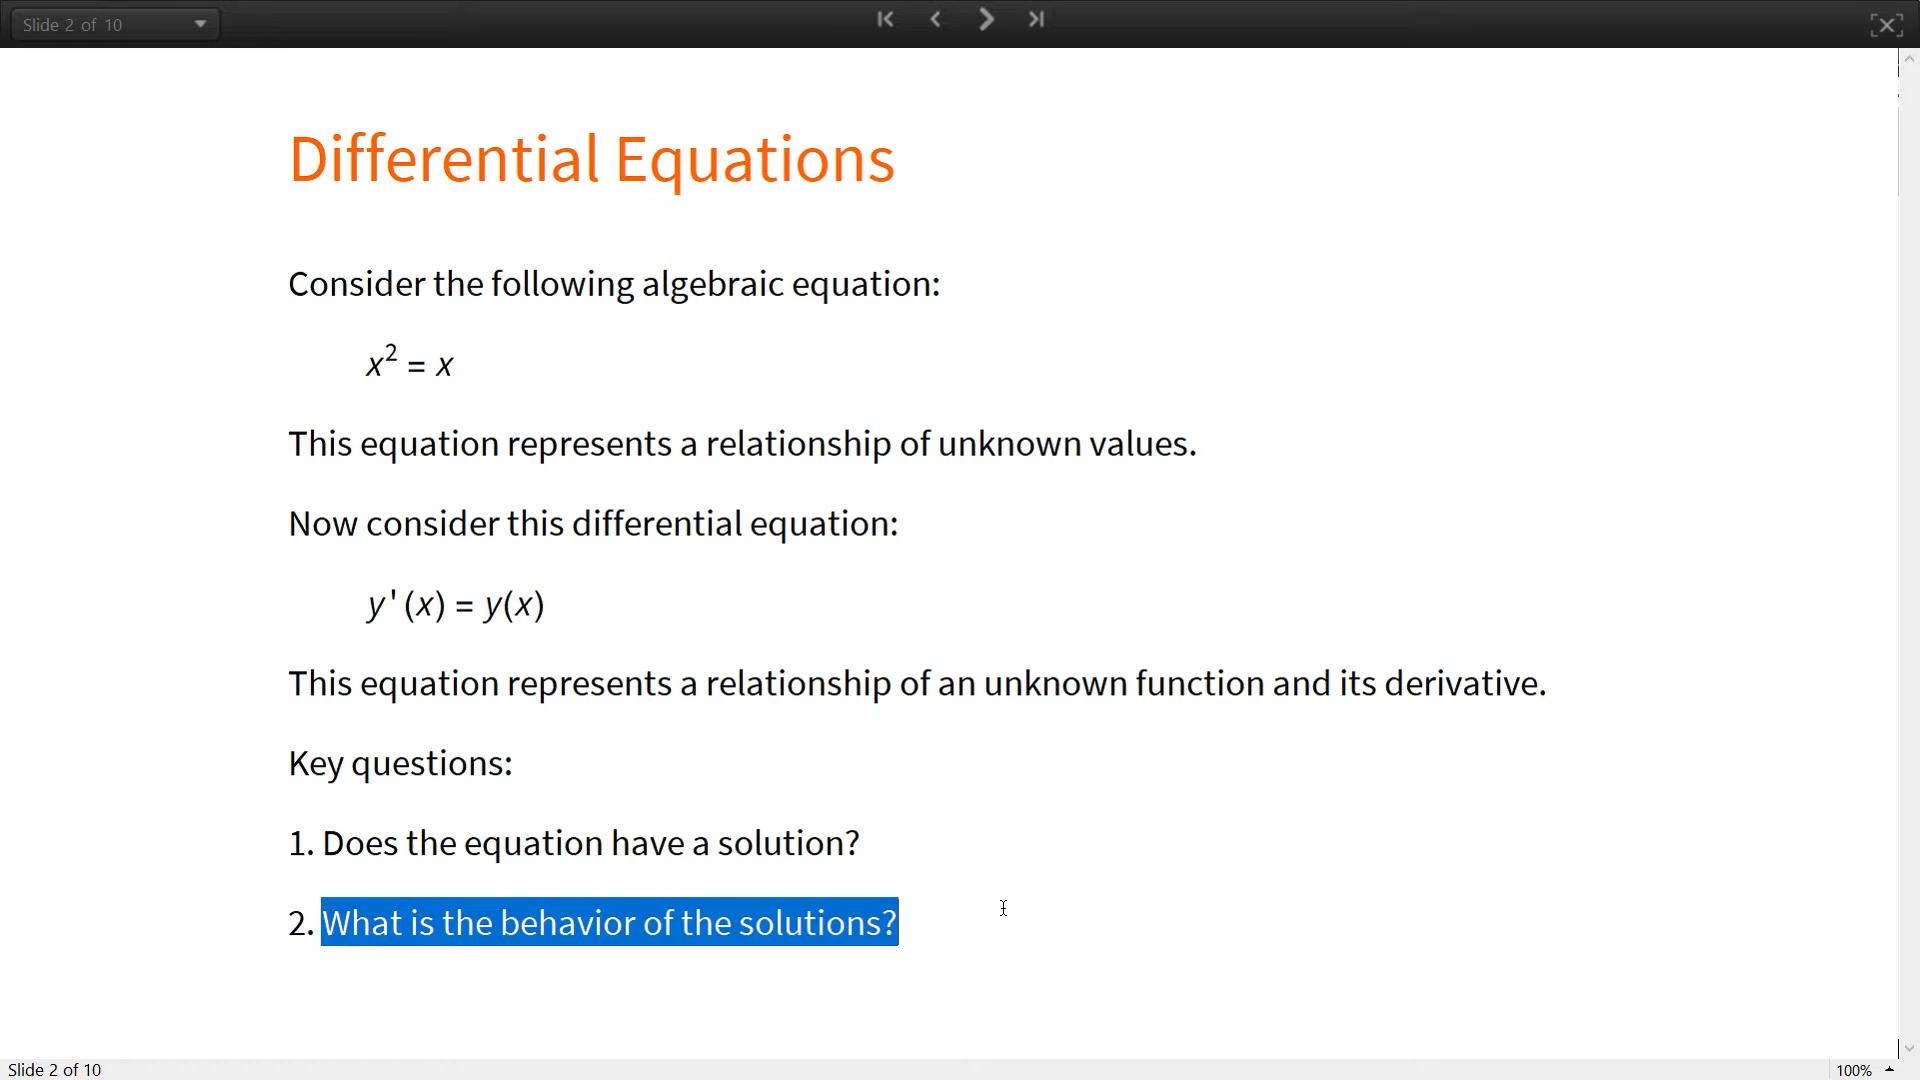 Slide 2 of 10
Differential Equations
Consider the following algebraic equation:
x² = x
This equation represents a relationship of unknown values.
Now consider this differential equation:
y'(x) = y(x)
This equation represents a relationship of an unknown function and its derivative.
Key questions:
1. Does the equation have a solution?
2. What is the behavior of the solutions?
Slide 2 of 10
100%